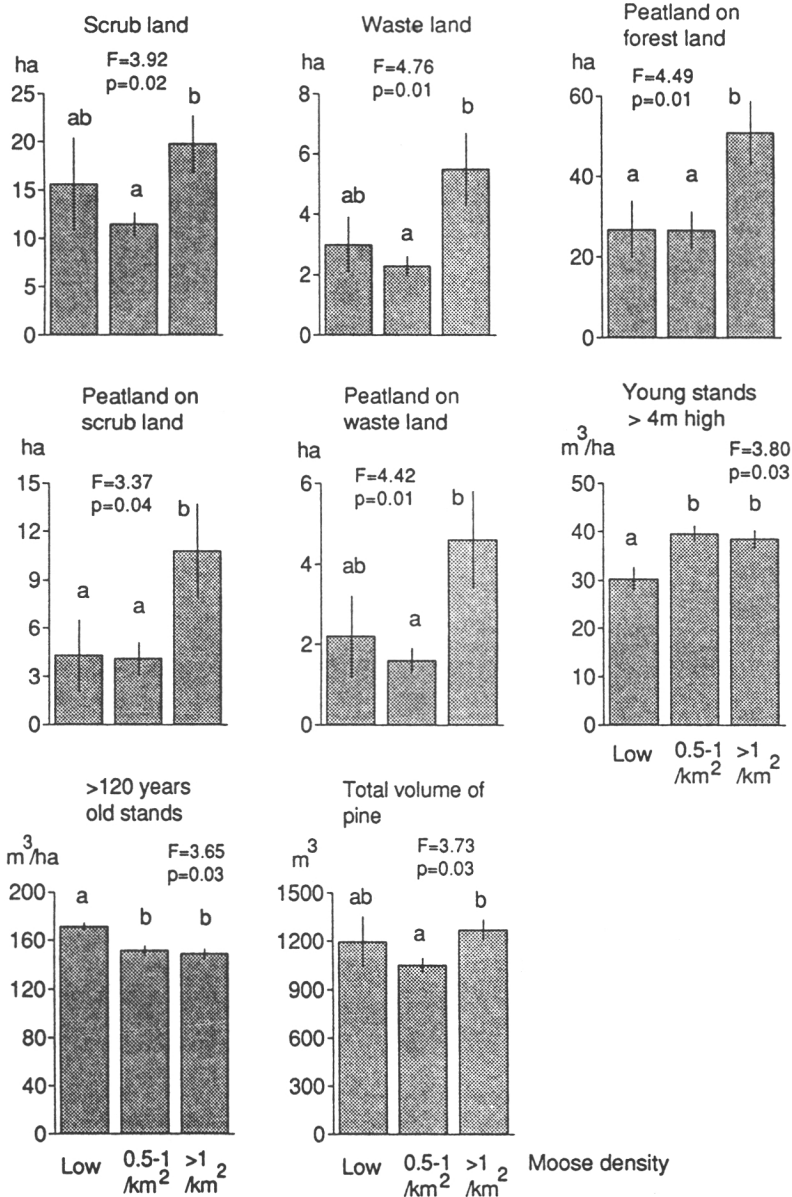 Scrub land
ha
F=3.92
p=0.02
25
20
15
10
5
0
ab
a
b
Waste land
ha
F=4.76
p=0.01
8
6
4
2
0
ab
a
b
Peatland on
forest land
ha
F=4.49
p=0.01
60
40
20
0
a
a
b
Peatland on
scrub land
ha
F=3.37
p=0.04
15
12
9
6
3
0
a
a
b
Peatland on
waste land
ha
F=4.42
p=0.01
6
4
2
0
ab
a
b
Young stands
> 4m high
m³/ha
F=3.80
p=0.03
50
40
30
20
10
0
a
b
b
Low 0.5-1 >1
/km² /km²
>120 years
old stands
m³/ha
F=3.65
p=0.03
200
160
120
80
40
0
a
b
b
Low 0.5-1 >1
/km² /km²
Total volume of
pine
m³
F=3.73
p=0.03
1500
1200
900
600
300
0
ab
a
b
Low 0.5-1 >1 Moose density
/km² /km²